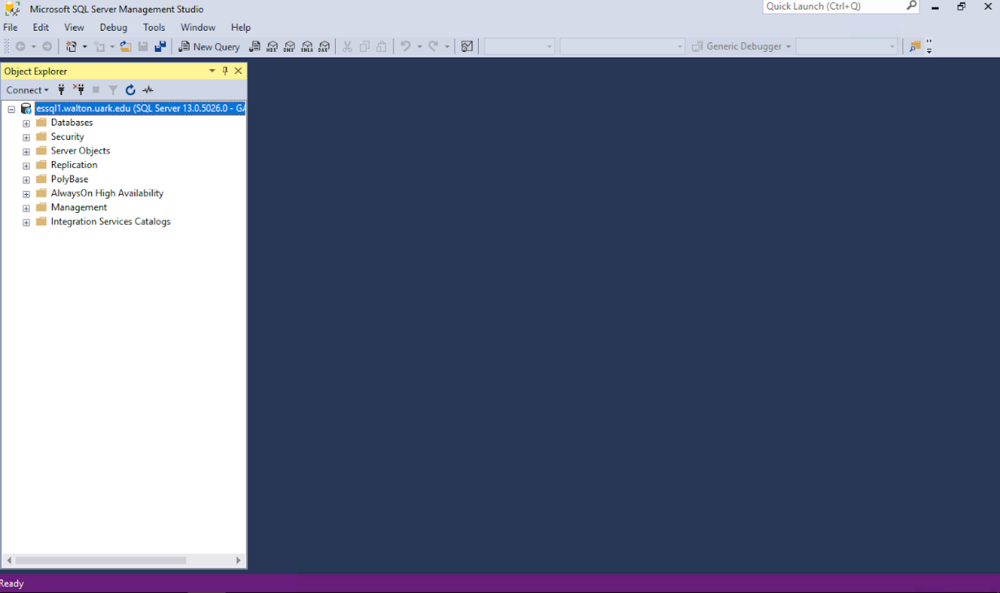 Microsoft SQL Server Management Studio
Quick Launch (Ctrl+Q)
File Edit View Debug Tools Window Help
New Query MDX DMX XMLA DAX Generic Debugger
Object Explorer
Connect
essql1.walton.uark.edu (SQL Server 13.0.5026.0 - GA
Databases
Security
Server Objects
Replication
PolyBase
AlwaysOn High Availability
Management
Integration Services Catalogs
Ready